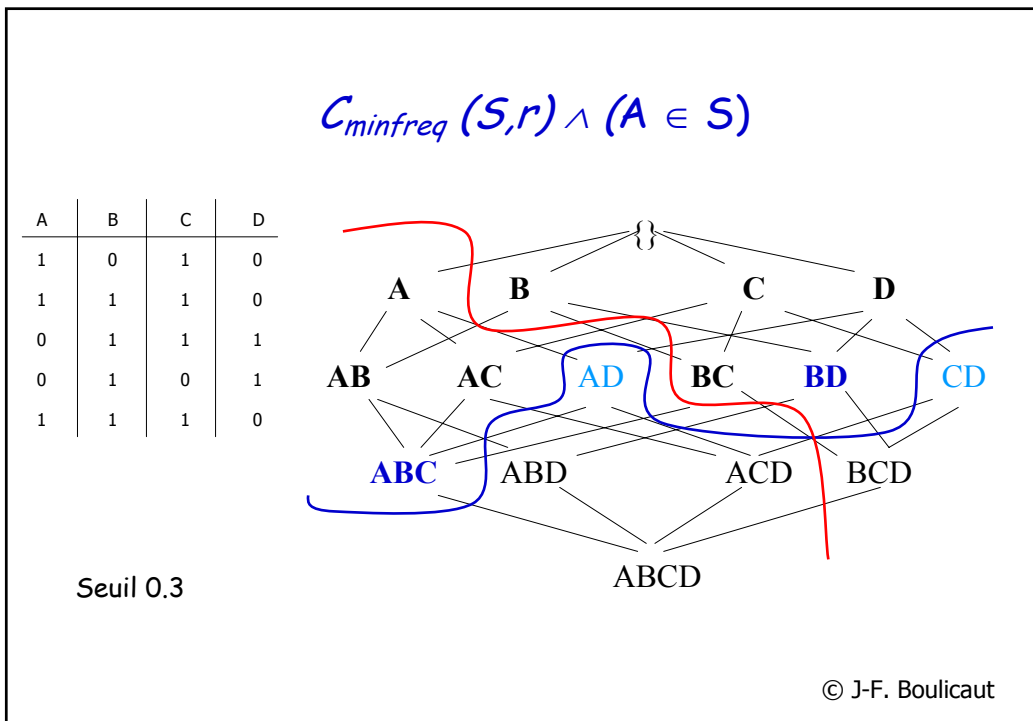 C_minfreq (S,r) ∧ (A ∈ S)
A B C D
1 0 1 0
1 1 1 0
0 1 1 1
0 1 0 1
1 1 1 0
{}
A B C D
AB AC AD BC BD CD
ABC ABD ACD BCD
ABCD
Seuil 0.3
© J-F. Boulicaut